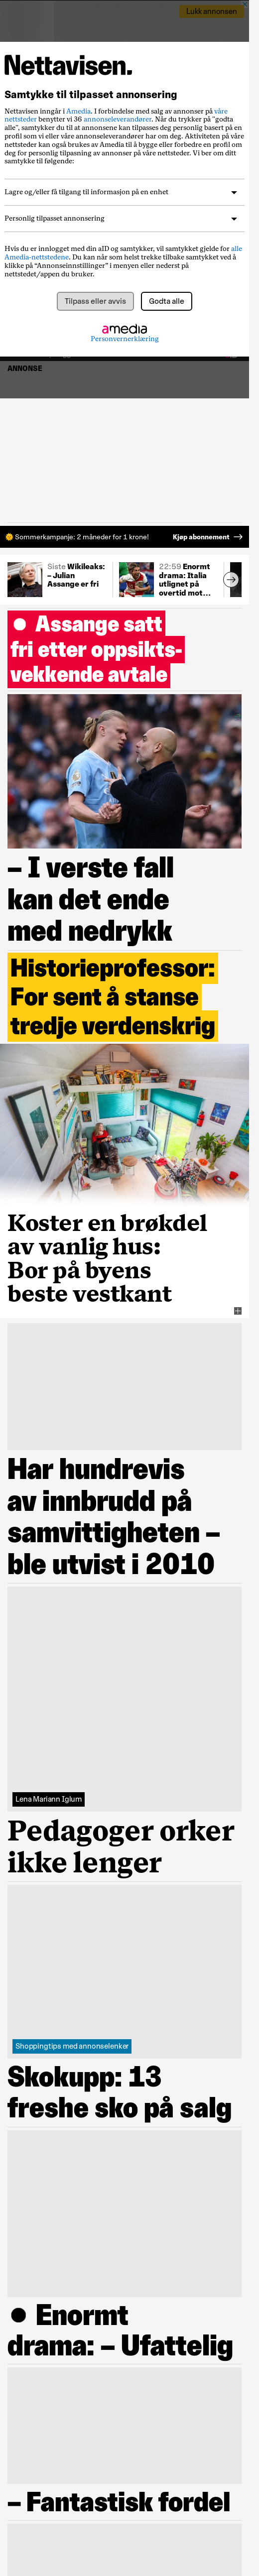 Lukk annonsen
Nettavisen.
Samtykke til tilpasset annonsering
Nettavisen inngår i Amedia. I forbindelse med salg av annonser på våre
nettsteder benytter vi 36 annonseleverandører. Når du trykker på "godta
alle", samtykker du til at annonsene kan tilpasses deg personlig basert på en
profil som vi eller våre annonseleverandører har om deg. Aktiviteten på våre
nettsteder kan også brukes av Amedia til å bygge eller forbedre en profil om
deg for personlig tilpasning av annonser på våre nettsteder. Vi ber om ditt
samtykke til følgende:
Lagre og/eller få tilgang til informasjon på en enhet
Personlig tilpasset annonsering
Hvis du er innlogget med din aID og samtykker, vil samtykket gjelde for alle
Amedia-nettstedene. Du kan når som helst trekke tilbake samtykket ved å
klikke på “Annonseinnstillinger” i menyen eller nederst på
nettstedet/appen du bruker.
Tilpass eller avvis
Godta alle
amedia
Personvernerklæring
ANNONSE
Sommerkampanje: 2 måneder for 1 krone!
Kjøp abonnement
Siste Wikileaks:
– Julian
Assange er fri
22:59 Enormt
drama: Italia
utlignet på
overtid mot…
Assange satt
fri etter oppsikts-
vekkende avtale
– I verste fall
kan det ende
med nedrykk
Historieprofessor:
For sent å stanse
tredje verdenskrig
Koster en brøkdel
av vanlig hus:
Bor på byens
beste vestkant
Har hundrevis
av innbrudd på
samvittigheten –
ble utvist i 2010
Lena Mariann Iglum
Pedagoger orker
ikke lenger
Shoppingtips med annonselenker
Skokupp: 13
freshe sko på salg
Enormt
drama: – Ufattelig
– Fantastisk fordel